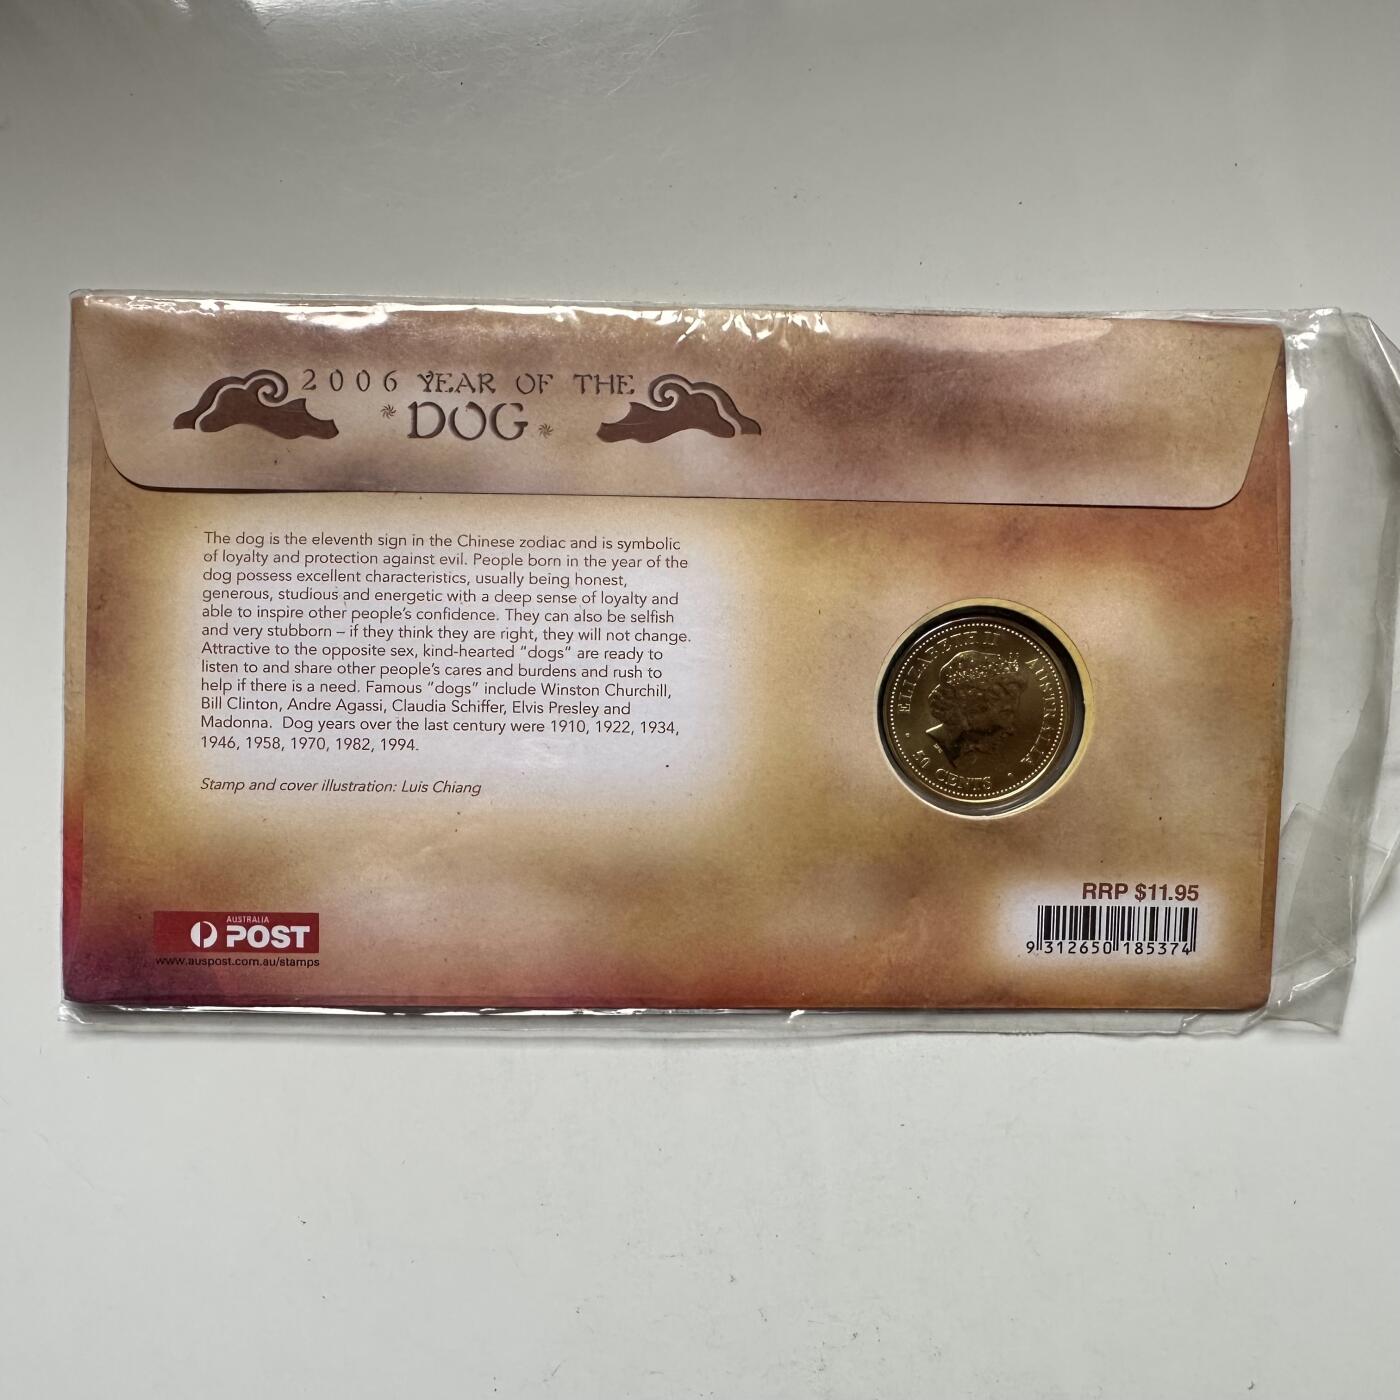 2006 YEAR OF THE
DOG
The dog is the eleventh sign in the Chinese zodiac and is symbolic
of loyalty and protection against evil. People born in the year of the
dog possess excellent characteristics, usually being honest,
generous, studious and energetic with a deep sense of loyalty and
able to inspire other people's confidence. They can also be selfish
and very stubborn – if they think they are right, they will not change.
Attractive to the opposite sex, kind-hearted "dogs" are ready to
listen to and share other people's cares and burdens and rush to
help if there is a need. Famous "dogs" include Winston Churchill,
Bill Clinton, Andre Agassi, Claudia Schiffer, Elvis Presley and
Madonna. Dog years over the last century were 1910, 1922, 1934,
1946, 1958, 1970, 1982, 1994.
Stamp and cover illustration: Luis Chiang
ELIZABETH II AUSTRALIA
50 CENTS
RRP $11.95
9 312650 185374
AUSTRALIA
POST
www.auspost.com.au/stamps